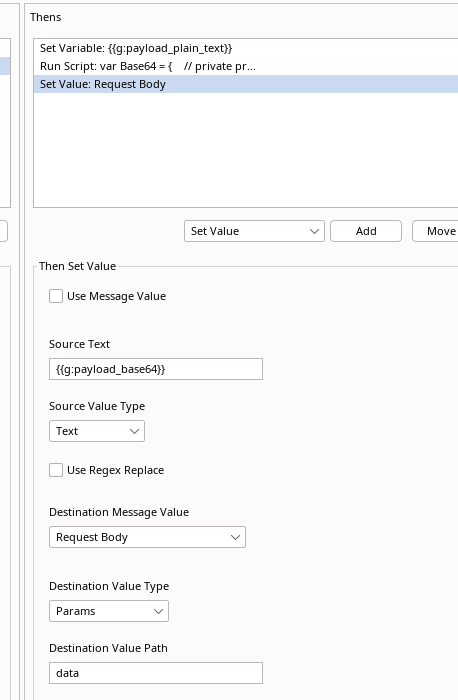 Thens
Set Variable: {{g:payload_plain_text}}
Run Script: var Base64 = {    // private pr...
Set Value: Request Body
Set Value
Add
Move
Then Set Value
Use Message Value
Source Text
{{g:payload_base64}}
Source Value Type
Text
Use Regex Replace
Destination Message Value
Request Body
Destination Value Type
Params
Destination Value Path
data